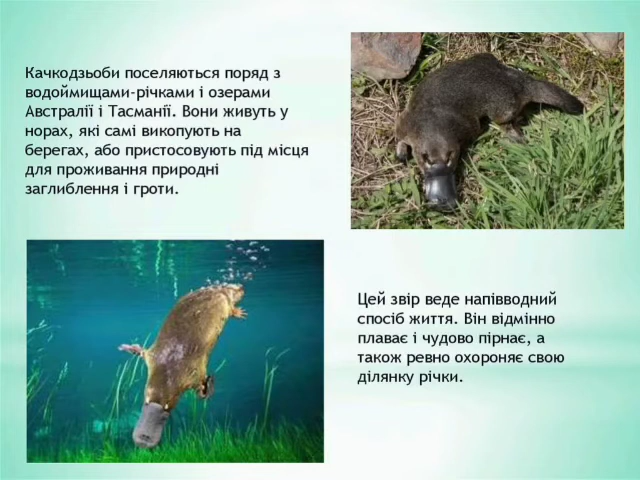 Качкодзьоби поселяються поряд з
водоймищами-річками і озерами
Австралії і Тасманії. Вони живуть у
норах, які самі викопують на
берегах, або пристосовують під місця
для проживання природні
заглиблення і гроти.
Цей звір веде напівводний
спосіб життя. Він відмінно
плаває і чудово пірнає, а
також ревно охороняє свою
ділянку річки.